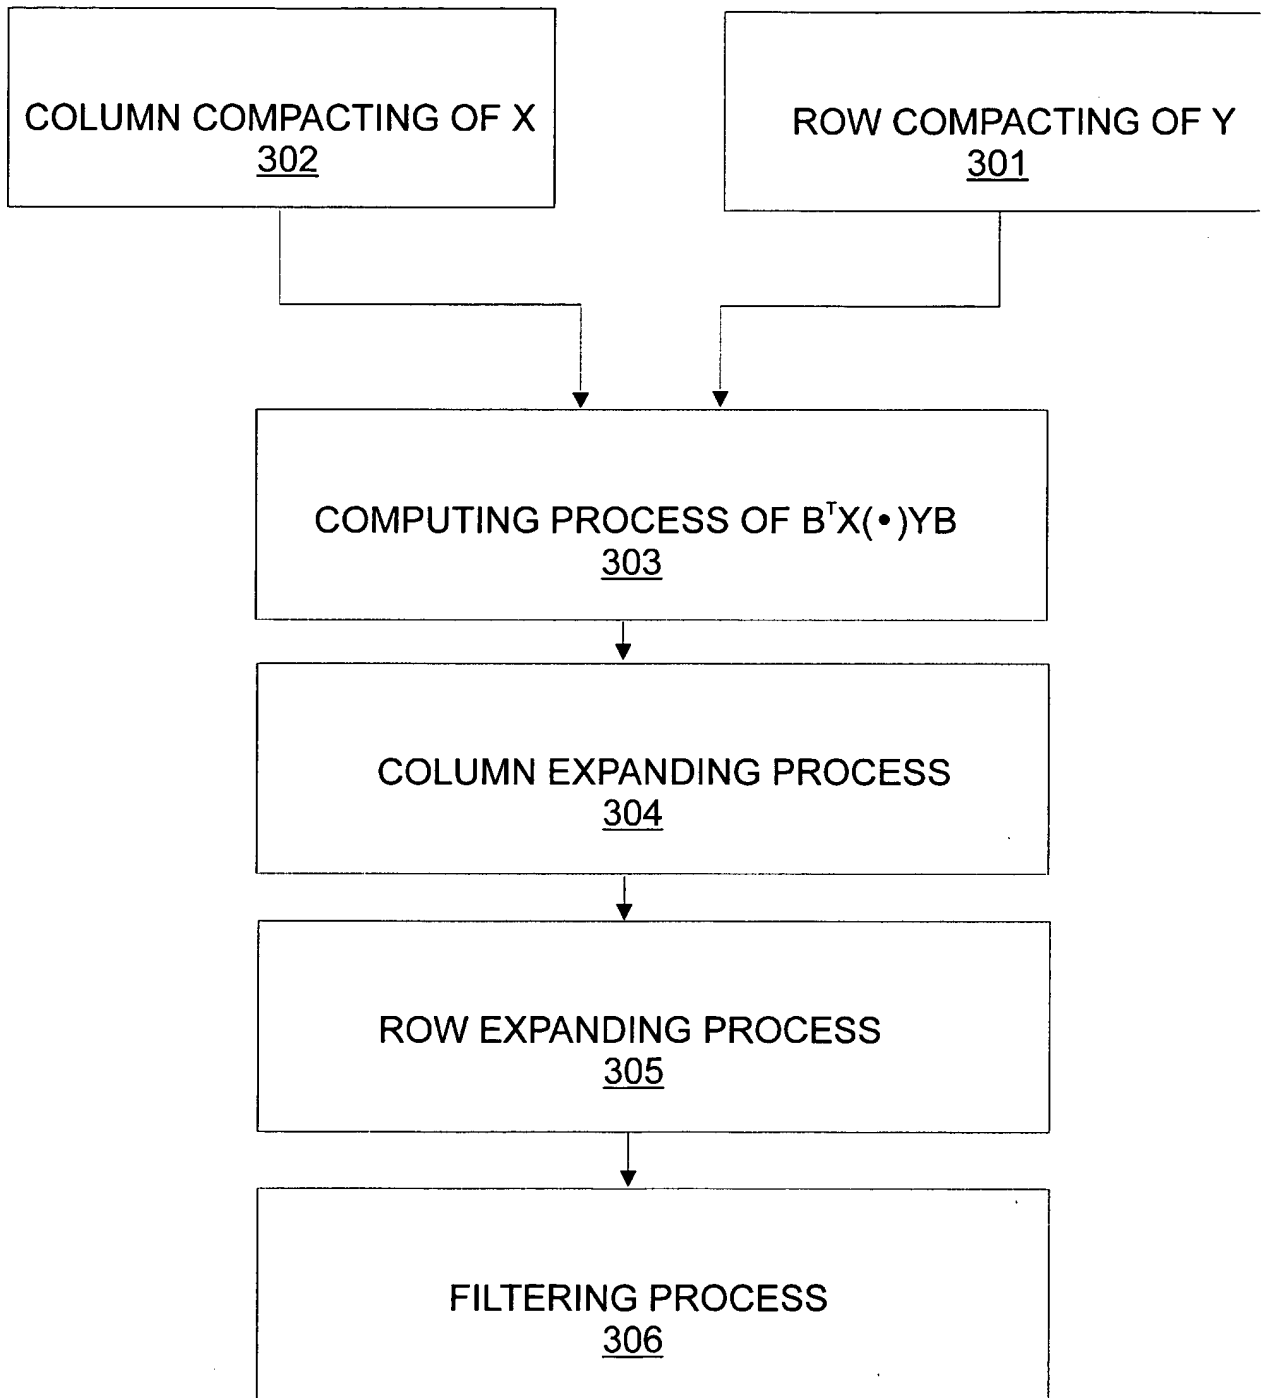 COLUMN COMPACTING OF X
302
ROW COMPACTING OF Y
301
COMPUTING PROCESS OF BᵀX(•)YB
303
COLUMN EXPANDING PROCESS
304
ROW EXPANDING PROCESS
305
FILTERING PROCESS
306